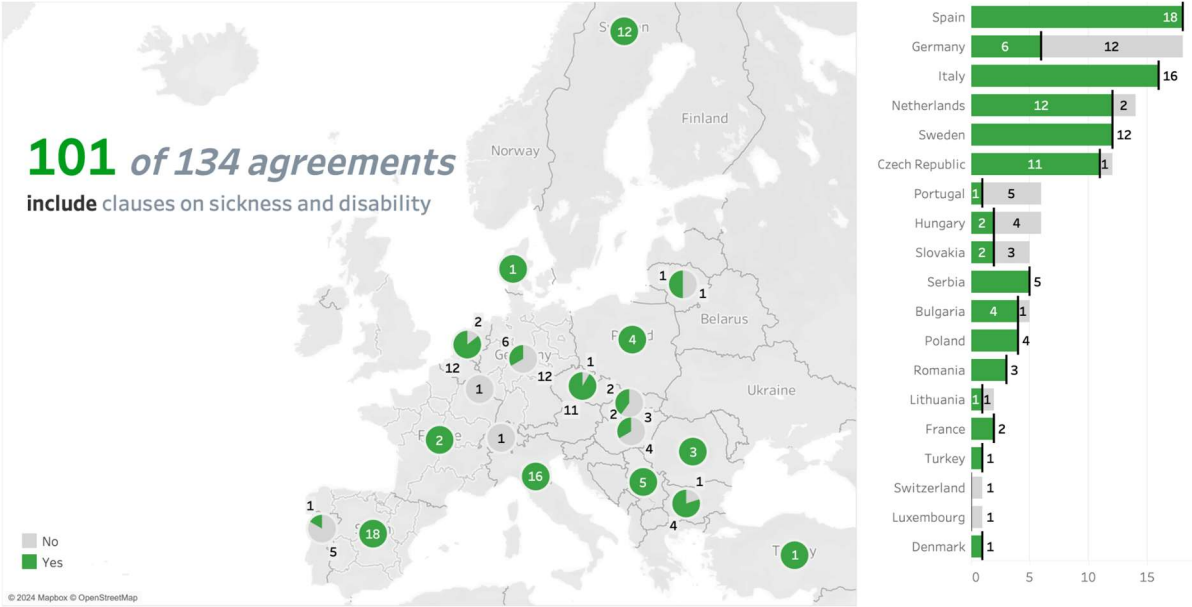 101 of 134 agreements
include clauses on sickness and disability
Norway
Finland
Belarus
Ukraine
12
1
1
1
4
2
12
6
12
1
1
11
2
2
3
4
2
1
16
3
5
1
4
1
5
18
1
No
Yes
© 2024 Mapbox © OpenStreetMap
Spain 18
Germany 6 12
Italy 16
Netherlands 12 2
Sweden 12
Czech Republic 11 1
Portugal 1 5
Hungary 2 4
Slovakia 2 3
Serbia 5
Bulgaria 4 1
Poland 4
Romania 3
Lithuania 1 1
France 2
Turkey 1
Switzerland 1
Luxembourg 1
Denmark 1
0 5 10 15